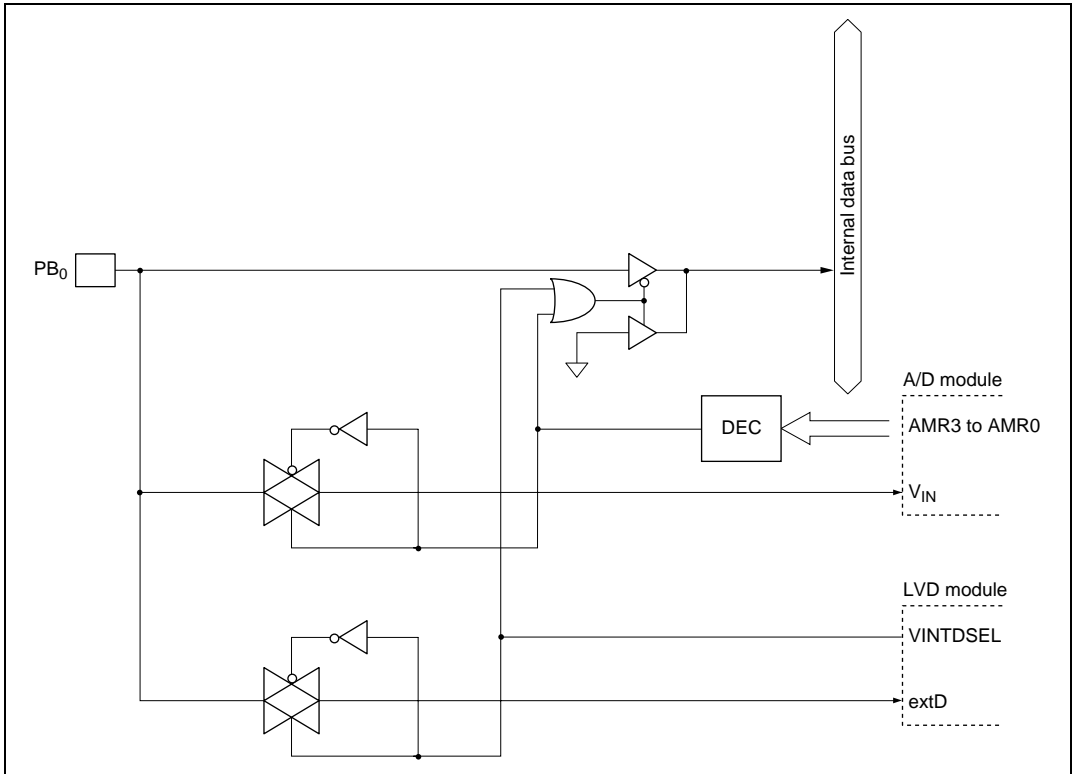 Internal data bus
PB0
A/D module
DEC
AMR3 to AMR0
VIN
LVD module
VINTDSEL
extD